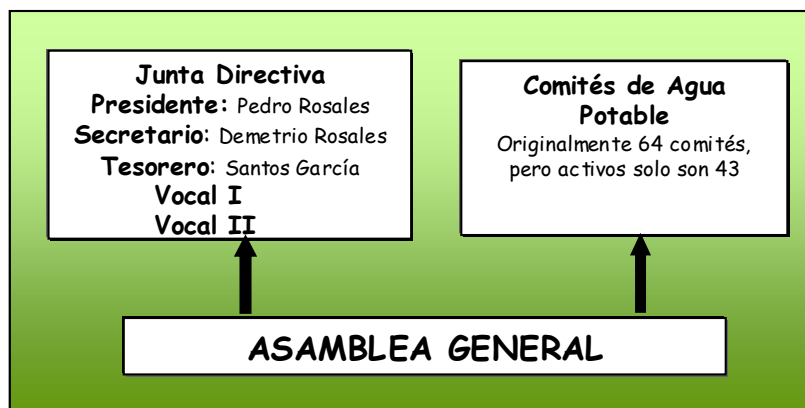 Junta Directiva
Presidente: Pedro Rosales
Secretario: Demetrio Rosales
Tesorero: Santos García
Vocal I
Vocal II
Comités de Agua
Potable
Originalmente 64 comités,
pero activos solo son 43
ASAMBLEA GENERAL